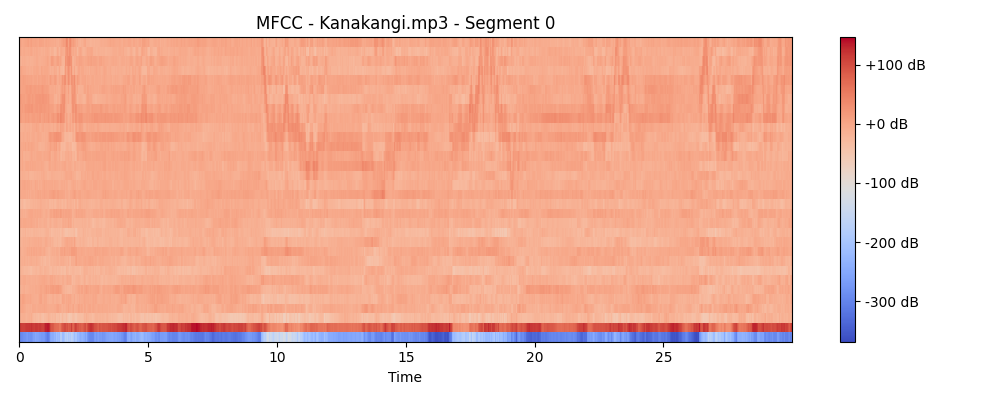 MFCC - Kanakangi.mp3 - Segment 0
+100 dB
+0 dB
-100 dB
-200 dB
-300 dB
0 5 10 15 20 25
Time